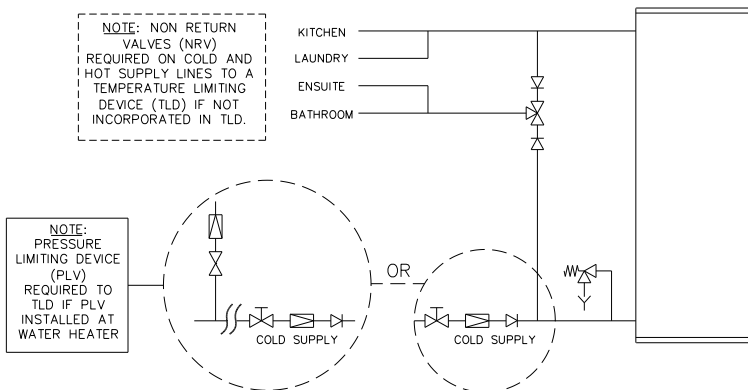 NOTE: NON RETURN
VALVES (NRV)
REQUIRED ON COLD AND
HOT SUPPLY LINES TO A
TEMPERATURE LIMITING
DEVICE (TLD) IF NOT
INCORPORATED IN TLD.
KITCHEN
LAUNDRY
ENSUITE
BATHROOM
NOTE:
PRESSURE
LIMITING DEVICE
(PLV)
REQUIRED TO
TLD IF PLV
INSTALLED AT
WATER HEATER
OR
COLD SUPPLY
COLD SUPPLY